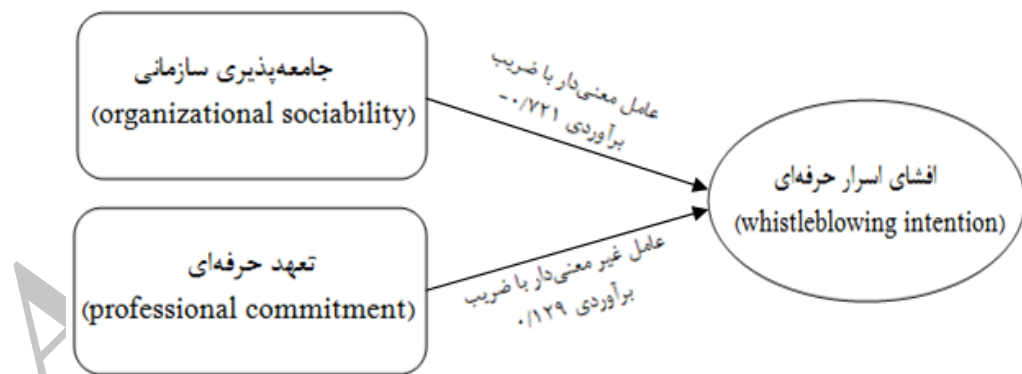 جامعه‌پذیری سازمانی
(organizational sociability)
عامل معنی‌دار با ضریب
برآوردی ۰/۷۲۱-
افشای اسرار حرفه‌ای
(whistleblowing intention)
تعهد حرفه‌ای
(professional commitment)
عامل غیر معنی‌دار با ضریب
برآوردی ۰/۱۲۹
A